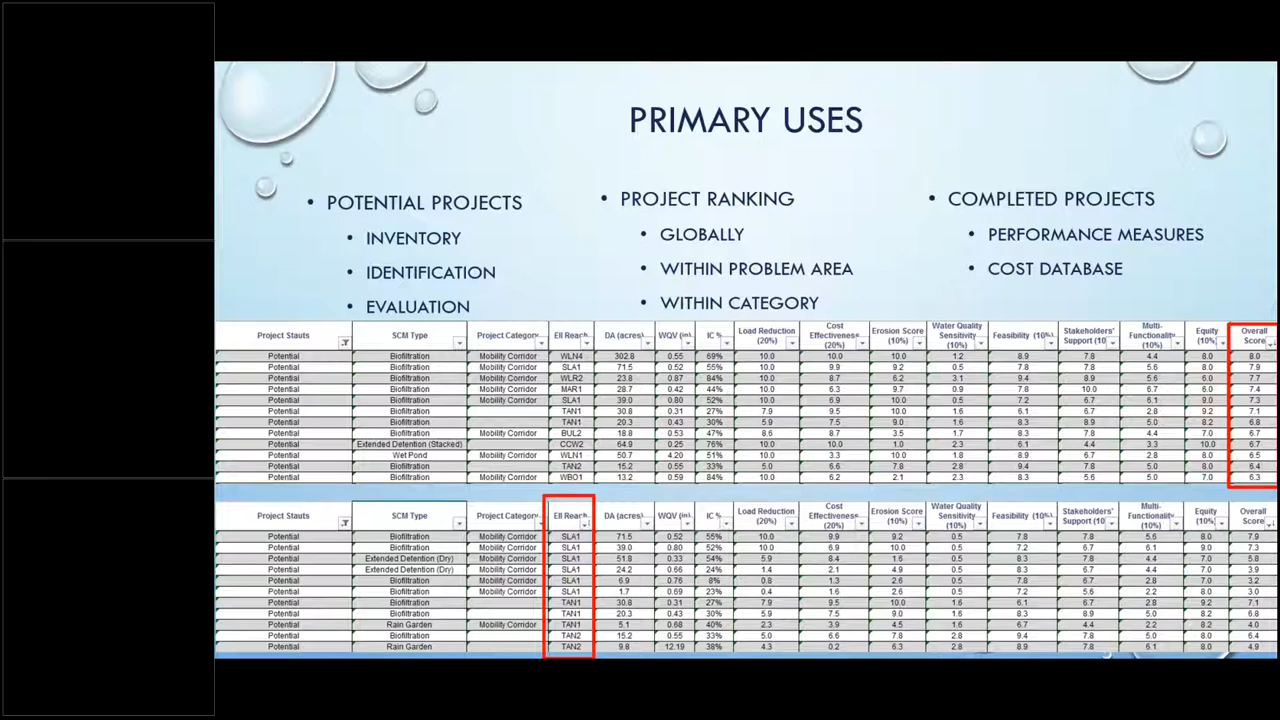 PRIMARY USES
• POTENTIAL PROJECTS
• INVENTORY
• IDENTIFICATION
• EVALUATION
• PROJECT RANKING
• GLOBALLY
• WITHIN PROBLEM AREA
• WITHIN CATEGORY
• COMPLETED PROJECTS
• PERFORMANCE MEASURES
• COST DATABASE
Project Stauts SCM Type Project Category EII Reach DA (acres) WQV (in) IC % Load Reduction (20%) Cost Effectiveness (20%) Erosion Score (10%) Water Quality Sensitivity (10%) Feasibility (10%) Stakeholders' Support (10%) Multi-Functionality (10%) Equity (10%) Overall Score
Potential Biofiltration Mobility Corridor WLN4 302.8 0.55 69% 10.0 10.0 10.0 1.2 8.9 7.8 4.4 8.0 8.0
Potential Biofiltration Mobility Corridor SLA1 71.5 0.52 55% 10.0 9.9 9.2 0.5 7.8 7.8 5.6 8.0 7.9
Potential Biofiltration Mobility Corridor WLR2 23.8 0.87 84% 10.0 8.7 6.2 3.1 9.4 8.9 5.6 8.0 7.7
Potential Biofiltration Mobility Corridor MAR1 28.7 0.42 44% 10.0 6.3 9.7 0.9 7.8 10.0 6.7 6.0 7.4
Potential Biofiltration Mobility Corridor SLA1 39.0 0.80 52% 10.0 6.9 10.0 0.5 7.2 6.7 6.1 9.0 7.3
Potential Biofiltration TAN1 30.8 0.31 27% 7.9 9.5 10.0 1.6 6.1 6.7 2.8 9.2 7.1
Potential Biofiltration TAN1 20.3 0.43 30% 5.9 7.5 9.0 1.6 8.3 8.9 5.0 8.2 6.8
Potential Biofiltration Mobility Corridor BUL2 18.8 0.53 47% 8.6 8.7 3.5 1.7 8.3 7.8 4.4 7.0 6.7
Potential Extended Detention (Stacked) CCW2 64.9 0.25 76% 10.0 10.0 1.0 2.3 6.1 4.4 3.3 10.0 6.7
Potential Wet Pond WLN1 50.7 4.20 51% 10.0 3.3 10.0 1.8 8.9 6.7 2.8 8.0 6.5
Potential Biofiltration TAN2 15.2 0.55 33% 5.0 6.6 7.8 2.8 9.4 7.8 5.0 8.0 6.4
Potential Biofiltration Mobility Corridor WBO1 13.2 0.59 84% 10.0 6.2 2.1 2.3 8.3 5.6 5.0 7.0 6.3
Project Stauts SCM Type Project Category EII Reach DA (acres) WQV (in) IC % Load Reduction (20%) Cost Effectiveness (20%) Erosion Score (10%) Water Quality Sensitivity (10%) Feasibility (10%) Stakeholders' Support (10 Multi-Functionality (10%) Equity (10%) Overall Score
Potential Biofiltration Mobility Corridor SLA1 71.5 0.52 55% 10.0 9.9 9.2 0.5 7.8 7.8 5.6 8.0 7.9
Potential Biofiltration Mobility Corridor SLA1 39.0 0.80 52% 10.0 6.9 10.0 0.5 7.2 6.7 6.1 9.0 7.3
Potential Extended Detention (Dry) Mobility Corridor SLA1 51.8 0.33 54% 5.9 8.4 1.6 0.5 8.3 7.8 4.4 7.0 5.8
Potential Extended Detention (Dry) Mobility Corridor SLA1 24.2 0.66 24% 1.4 2.1 4.9 0.5 8.3 6.7 4.4 8.0 3.9
Potential Biofiltration Mobility Corridor SLA1 6.9 0.76 8% 0.8 1.3 2.6 0.5 7.8 6.7 2.8 7.0 3.2
Potential Biofiltration Mobility Corridor SLA1 1.7 0.69 23% 0.4 1.6 2.6 0.5 7.2 5.6 2.2 8.0 3.0
Potential Biofiltration TAN1 30.8 0.31 27% 7.9 9.5 10.0 1.6 6.1 6.7 2.8 9.2 7.1
Potential Biofiltration TAN1 20.3 0.43 30% 5.9 7.5 9.0 1.6 8.3 8.9 5.0 8.2 6.8
Potential Rain Garden Mobility Corridor TAN1 5.1 0.68 40% 2.3 3.9 4.5 1.6 6.7 4.4 2.2 8.2 4.0
Potential Biofiltration TAN2 15.2 0.55 33% 5.0 6.6 7.8 2.8 9.4 7.8 5.0 8.0 6.4
Potential Rain Garden TAN2 9.8 12.19 38% 4.3 0.2 6.3 2.8 8.9 7.8 6.1 8.0 4.9